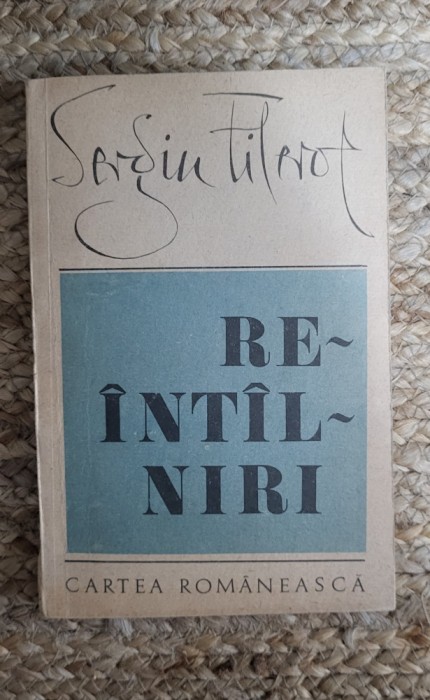 Sergiu Filerot
RE~
ÎNTÎL~
NIRI
CARTEA ROMÂNEASCĂ